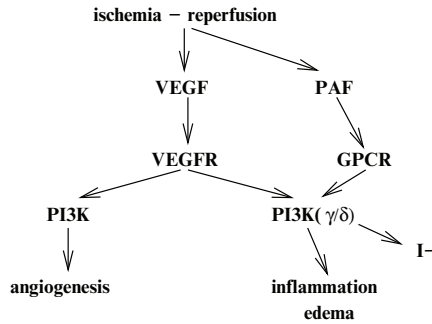 ischemia – reperfusion
VEGF PAF
VEGFR GPCR
PI3K PI3K( γ/δ)
I–
angiogenesis inflammation
edema